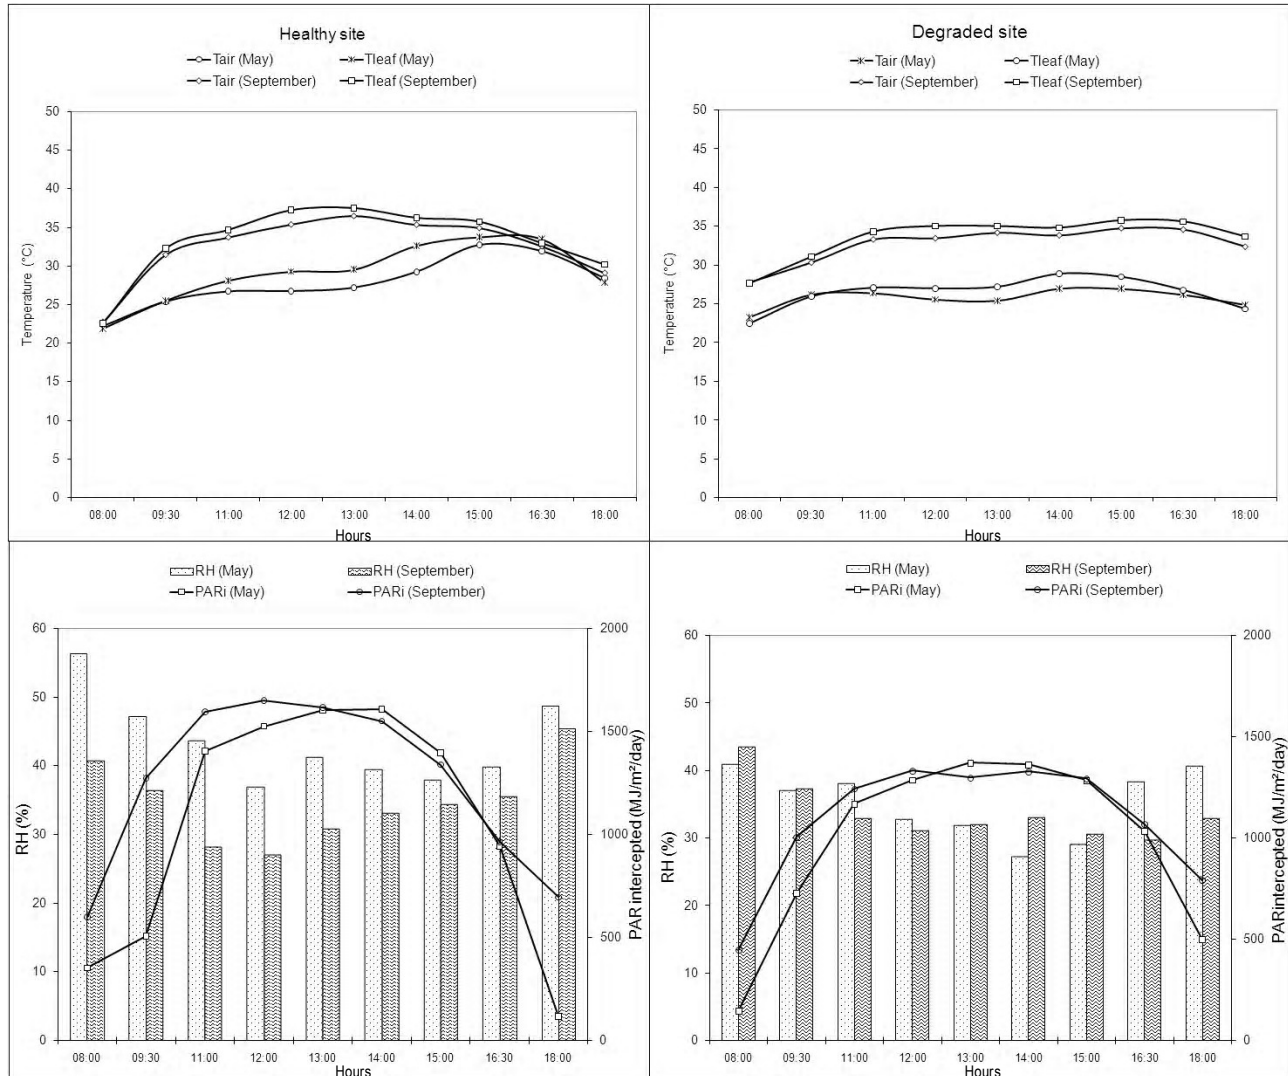 Healthy site
Tair (May) Tleaf (May)
Tair (September) Tleaf (September)
Temperature (°C)
50
45
40
35
30
25
20
15
10
5
0
08:00 09:30 11:00 12:00 13:00 14:00 15:00 16:30 18:00
Hours
Degraded site
Tair (May) Tleaf (May)
Tair (September) Tleaf (September)
Temperature (°C)
50
45
40
35
30
25
20
15
10
5
0
08:00 09:30 11:00 12:00 13:00 14:00 15:00 16:30 18:00
Hours
RH (May) RH (September)
PARi (May) PARi (September)
RH (%)
60
50
40
30
20
10
0
2000
1500
1000
500
0
PAR intercepted (MJ/m²/day)
08:00 09:30 11:00 12:00 13:00 14:00 15:00 16:30 18:00
Hours
RH (May) RH (September)
PARi (May) PARi (September)
RH (%)
60
50
40
30
20
10
0
2000
1500
1000
500
0
PARintercepted (MJ/m²/day)
08:00 09:30 11:00 12:00 13:00 14:00 15:00 16:30 18:00
Hours